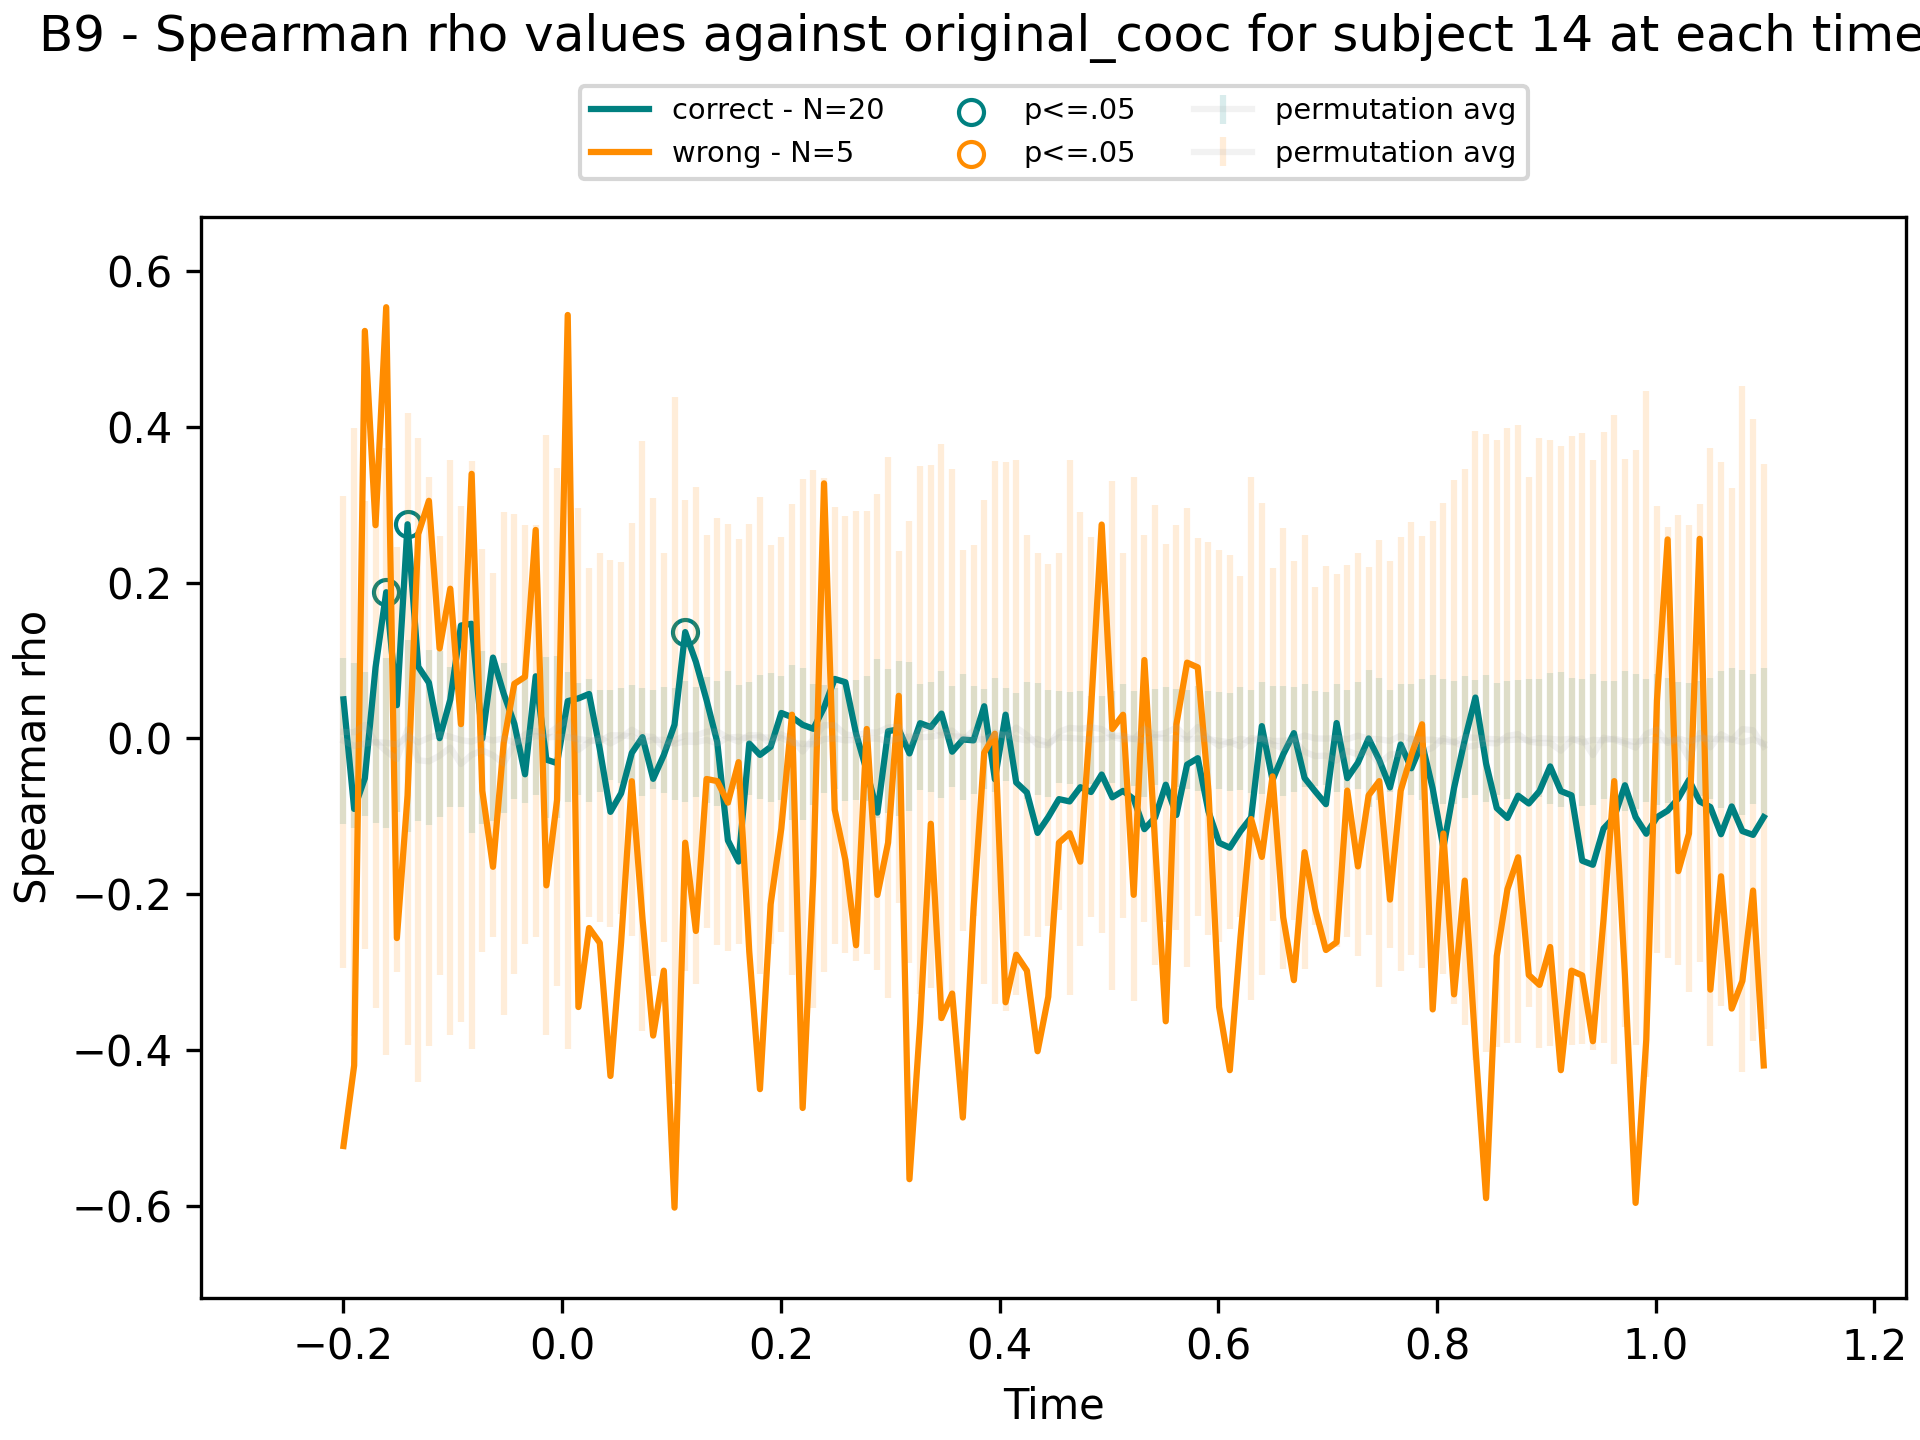 B9 - Spearman rho values against original_cooc for subject 14 at each time
correct - N=20
wrong - N=5
p<=.05
p<=.05
permutation avg
permutation avg
Spearman rho
0.6
0.4
0.2
0.0
−0.2
−0.4
−0.6
−0.2 0.0 0.2 0.4 0.6 0.8 1.0 1.2
Time